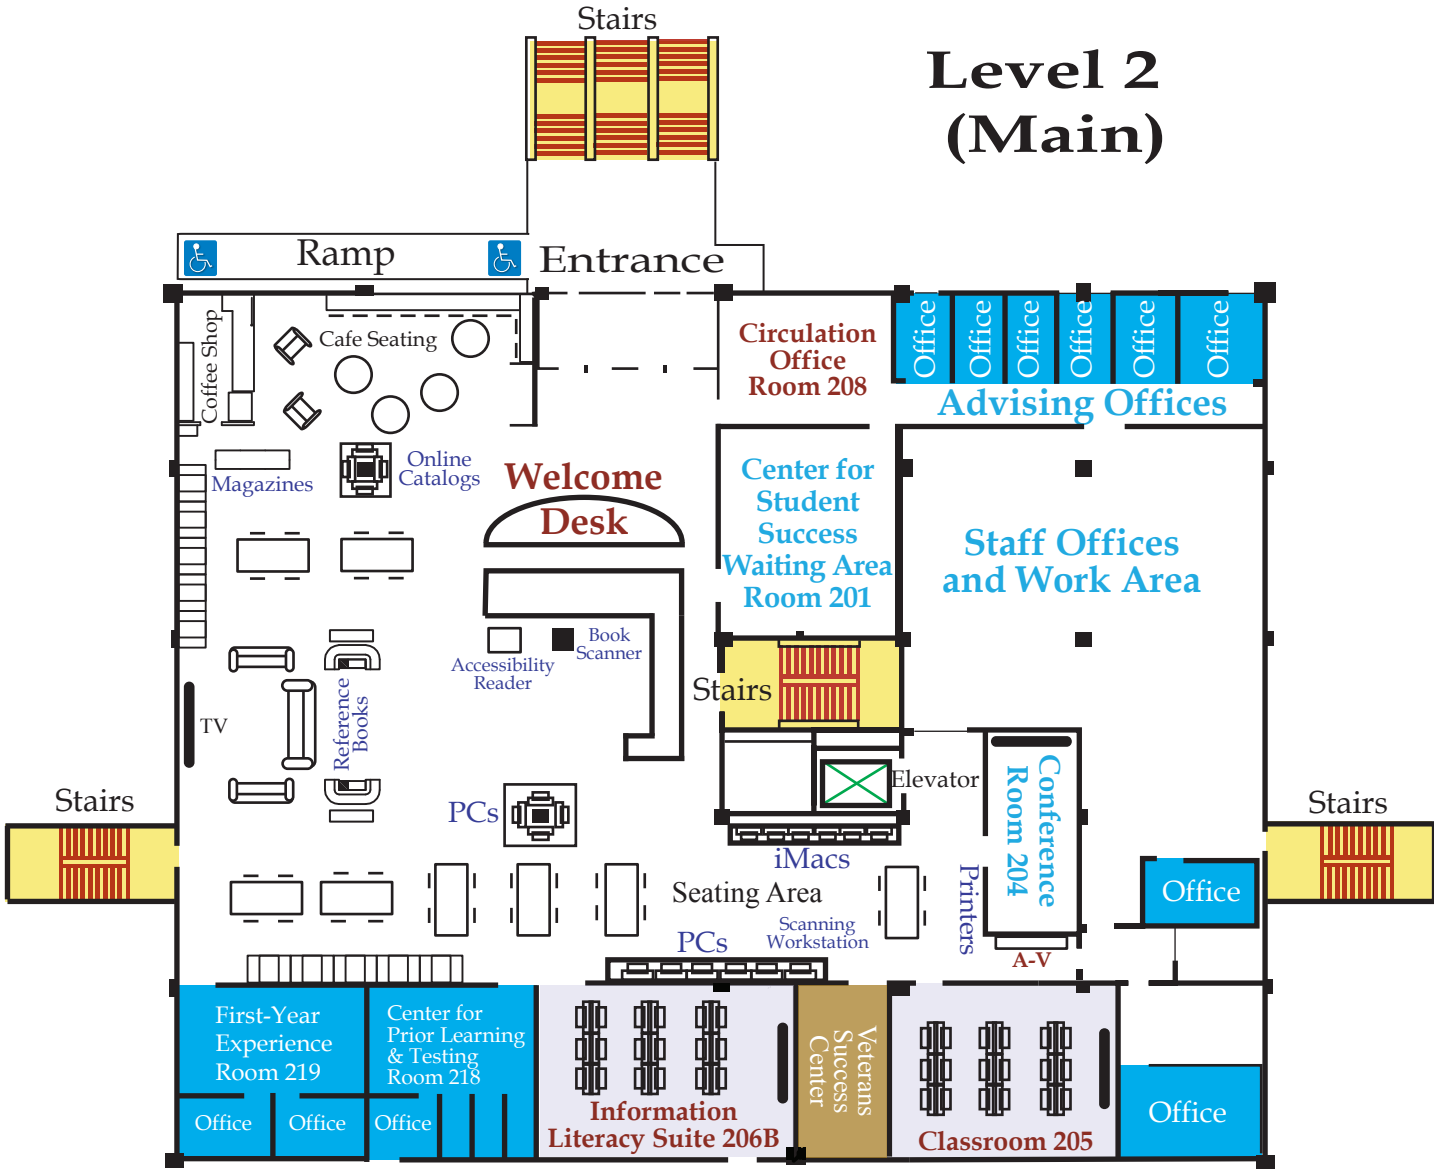 Stairs
Level 2
(Main)
Ramp
Entrance
Coffee Shop
Cafe Seating
Circulation
Office
Room 208
Office
Office
Office
Office
Office
Office
Advising Offices
Magazines
Online
Catalogs
Welcome
Desk
Center for
Student
Success
Waiting Area
Room 201
Staff Offices
and Work Area
Accessibility
Reader
Book
Scanner
Stairs
TV
Reference
Books
Elevator
Conference
Room 204
Stairs
PCs
iMacs
Stairs
Seating Area
Printers
Office
PCs
Scanning
Workstation
A-V
First-Year
Experience
Room 219
Center for
Prior Learning
& Testing
Room 218
Veterans
Success
Center
Office
Office
Office
Information
Literacy Suite 206B
Classroom 205
Office